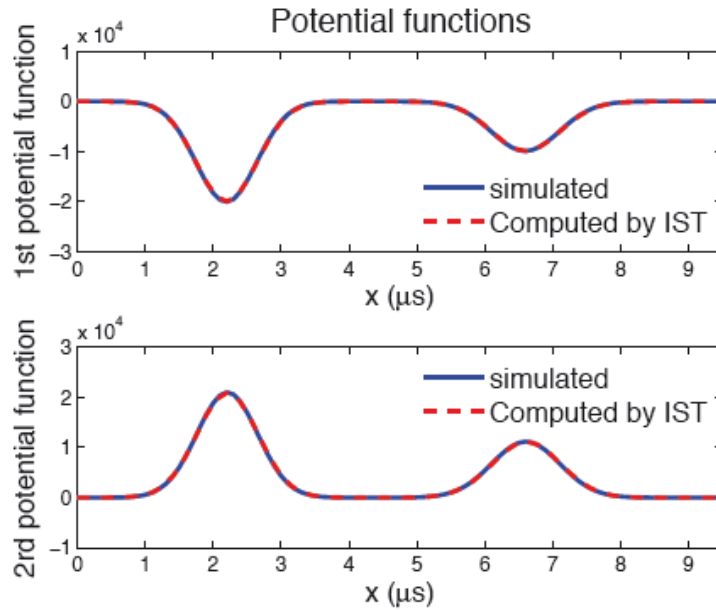 Potential functions
x 10^4
1
0
-1
-2
-3
1st potential function
simulated
Computed by IST
0 1 2 3 4 5 6 7 8 9
x (μs)
x 10^4
3
2
1
0
-1
2rd potential function
simulated
Computed by IST
0 1 2 3 4 5 6 7 8 9
x (μs)